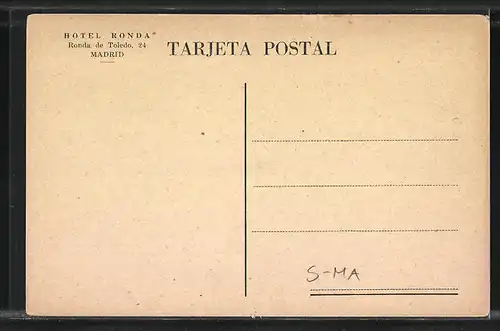 HOTEL RONDA
Ronda de Toledo, 24
MADRID
TARJETA POSTAL
S-MA